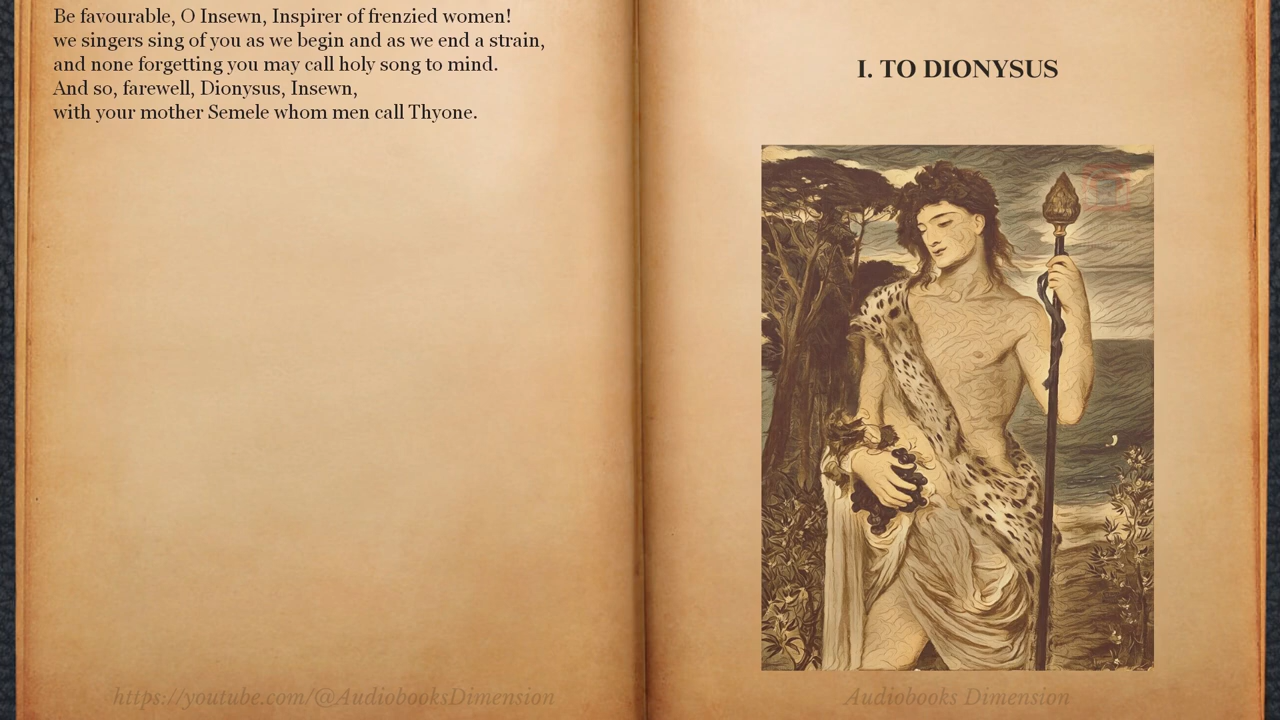 Be favourable, O Insewn, Inspirer of frenzied women!
we singers sing of you as we begin and as we end a strain,
and none forgetting you may call holy song to mind.
And so, farewell, Dionysus, Insewn,
with your mother Semele whom men call Thyone.
https://youtube.com/@AudiobooksDimension
I. TO DIONYSUS
Audiobooks Dimension